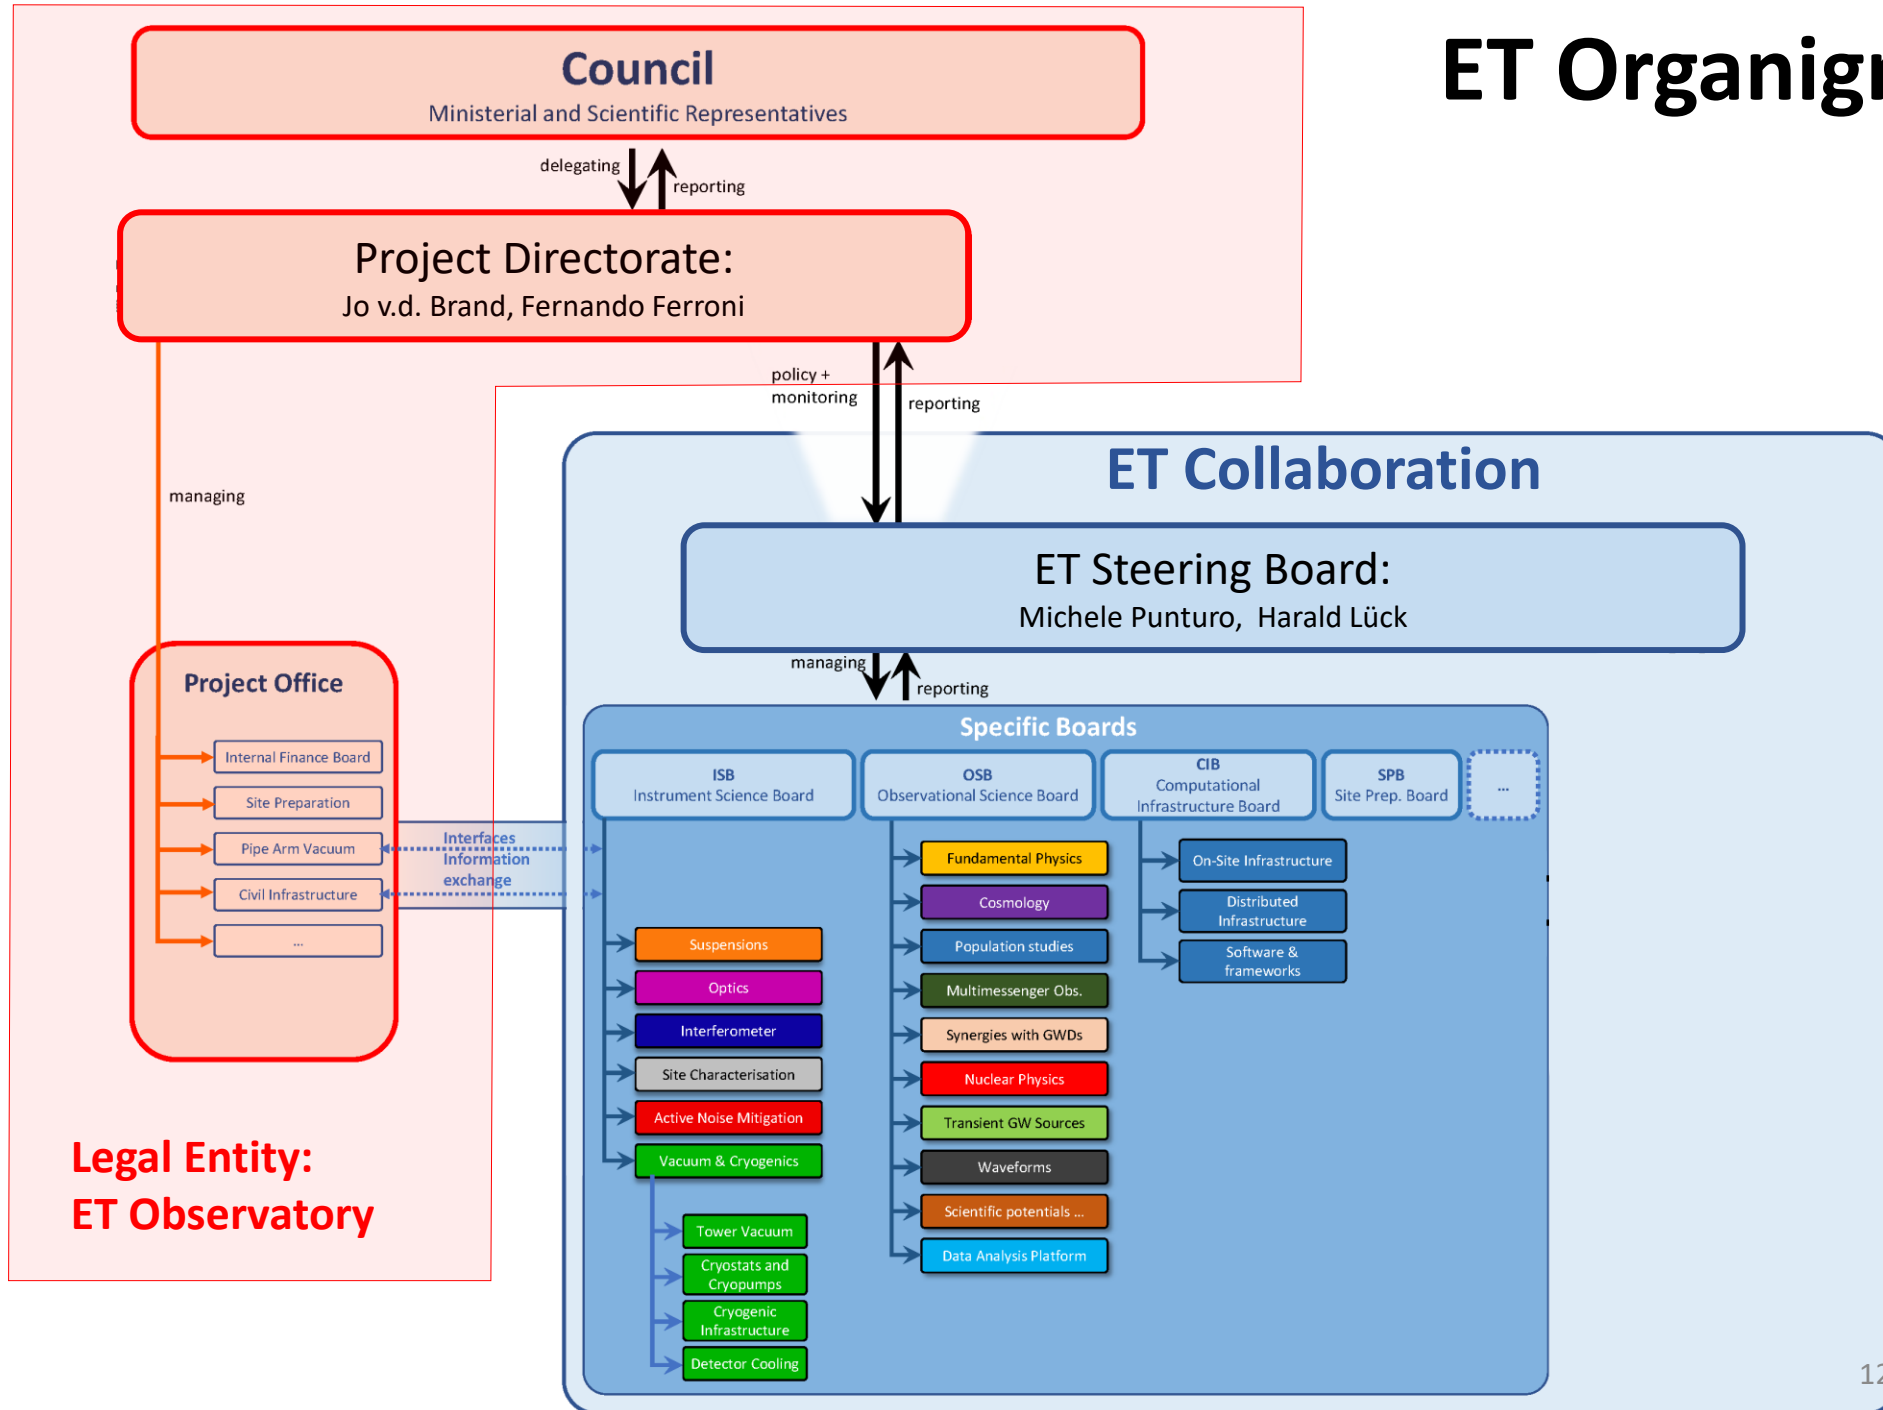 ET Organigr
Council
Ministerial and Scientific Representatives
delegating
reporting
Project Directorate:
Jo v.d. Brand, Fernando Ferroni
policy +
monitoring
reporting
managing
ET Collaboration
ET Steering Board:
Michele Punturo, Harald Lück
managing
reporting
Project Office
Internal Finance Board
Site Preparation
Pipe Arm Vacuum
Civil Infrastructure
...
Interfaces
Information
exchange
Legal Entity:
ET Observatory
Specific Boards
ISB
Instrument Science Board
OSB
Observational Science Board
CIB
Computational
Infrastructure Board
SPB
Site Prep. Board
...
Suspensions
Optics
Interferometer
Site Characterisation
Active Noise Mitigation
Vacuum & Cryogenics
Tower Vacuum
Cryostats and
Cryopumps
Cryogenic
Infrastructure
Detector Cooling
Fundamental Physics
Cosmology
Population studies
Multimessenger Obs.
Synergies with GWDs
Nuclear Physics
Transient GW Sources
Waveforms
Scientific potentials ...
Data Analysis Platform
On-Site Infrastructure
Distributed
Infrastructure
Software &
frameworks
12